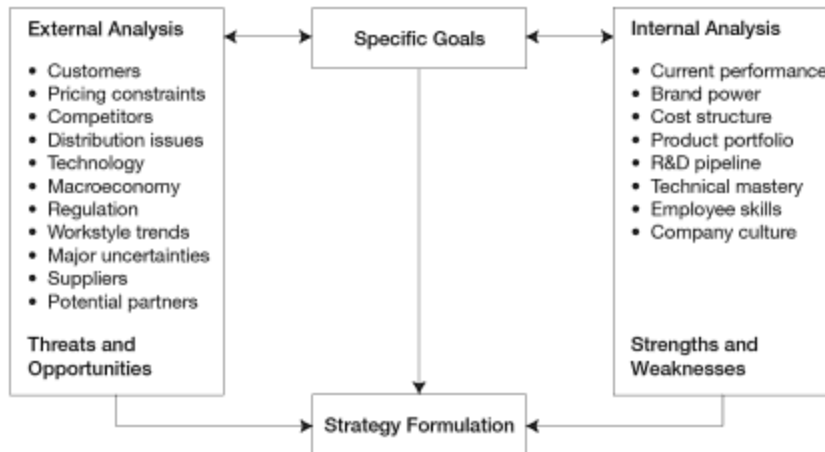 External Analysis
• Customers
• Pricing constraints
• Competitors
• Distribution issues
• Technology
• Macroeconomy
• Regulation
• Workstyle trends
• Major uncertainties
• Suppliers
• Potential partners
Threats and
Opportunities
Specific Goals
Internal Analysis
• Current performance
• Brand power
• Cost structure
• Product portfolio
• R&D pipeline
• Technical mastery
• Employee skills
• Company culture
Strengths and
Weaknesses
Strategy Formulation